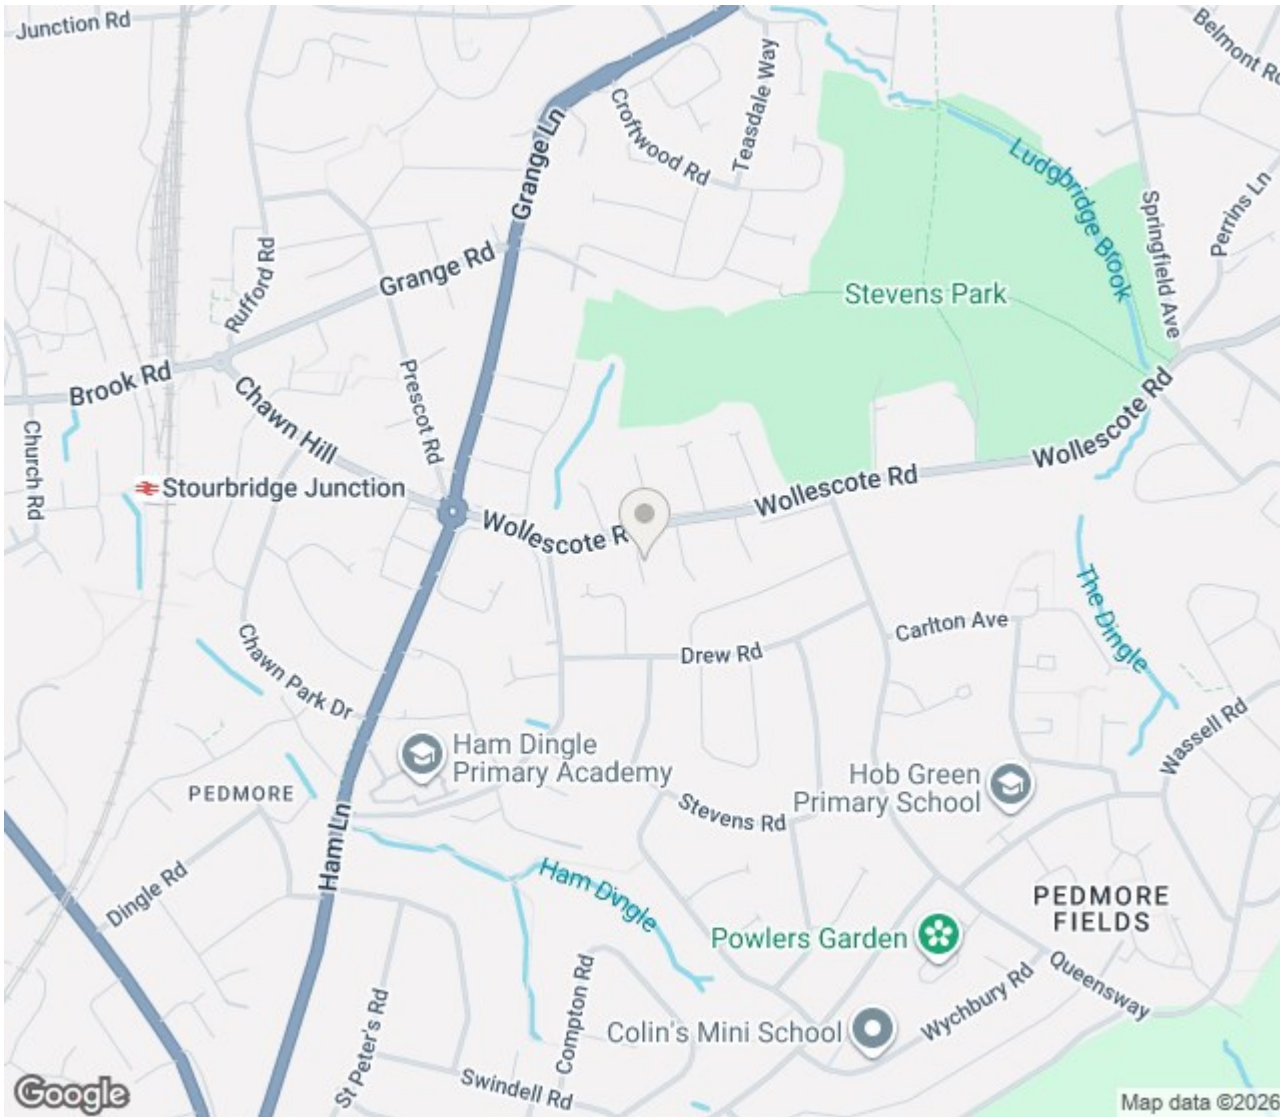 Junction Rd
Belmont Rd
Teasdale Way
Croftwood Rd
Grange Ln
Ludgbridge Brook
Perrins Ln
Springfield Ave
Rufford Rd
Grange Rd
Stevens Park
Brook Rd
Prescot Rd
Chawn Hill
Church Rd
Wollescote Rd
Stourbridge Junction
Wollescote Rd
Wollescote R
The Dingle
Carlton Ave
Drew Rd
Chawn Park Dr
Wassell Rd
Ham Dingle
Primary Academy
Hob Green
Primary School
PEDMORE
Stevens Rd
Ham Ln
Dingle Rd
Ham Dingle
PEDMORE
FIELDS
Powlers Garden
Queensway
Wychbury Rd
Compton Rd
St Peter's Rd
Colin's Mini School
Swindell Rd
Google
Map data ©2026